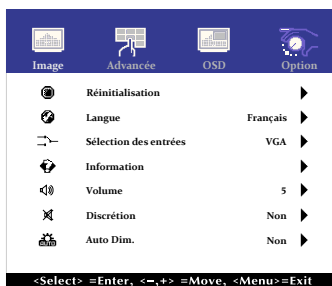 Image Advancée OSD Option
Réinitialisation
Langue Français
Sélection des entrées VGA
Information
Volume 5
Discrétion Non
Auto Dim. Non
<Select> =Enter, <−,+> =Move, <Menu>=Exit